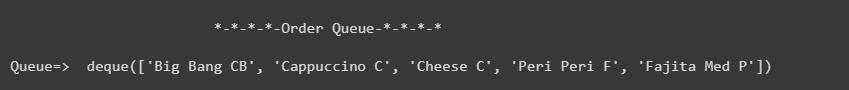 *-*-*-*-Order Queue-*-*-*-*
Queue=>  deque(['Big Bang CB', 'Cappuccino C', 'Cheese C', 'Peri Peri F', 'Fajita Med P'])